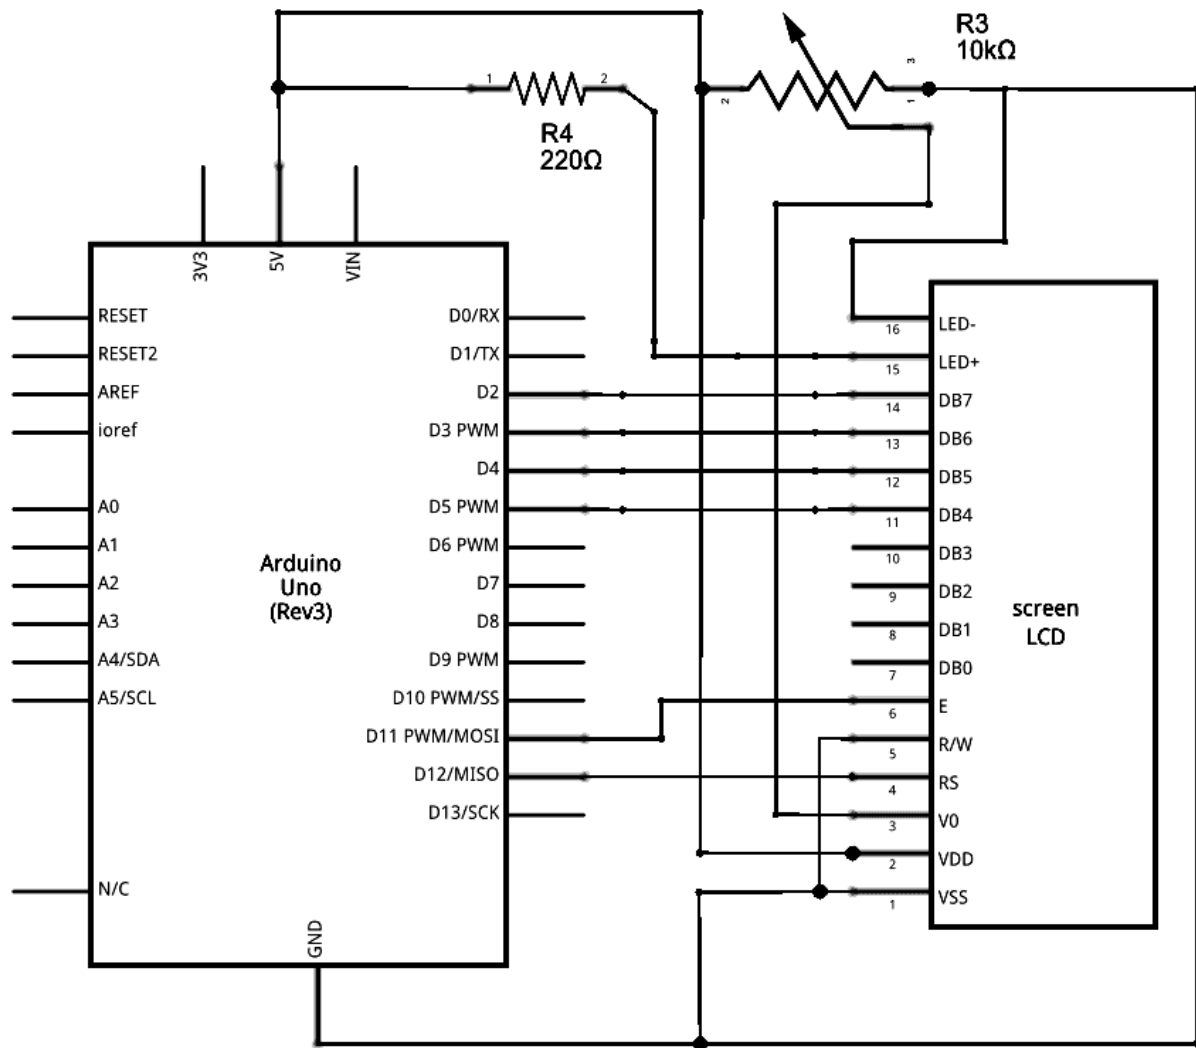 R3
10kΩ
3
1
2
1
2
R4
220Ω
3V3
5V
VIN
RESET
RESET2
AREF
ioref
A0
A1
A2
A3
A4/SDA
A5/SCL
N/C
D0/RX
D1/TX
D2
D3 PWM
D4
D5 PWM
D6 PWM
D7
D8
D9 PWM
D10 PWM/SS
D11 PWM/MOSI
D12/MISO
D13/SCK
Arduino
Uno
(Rev3)
GND
16 LED-
15 LED+
14 DB7
13 DB6
12 DB5
11 DB4
10 DB3
9 DB2
8 DB1
7 DB0
6 E
5 R/W
4 RS
3 V0
2 VDD
1 VSS
screen
LCD